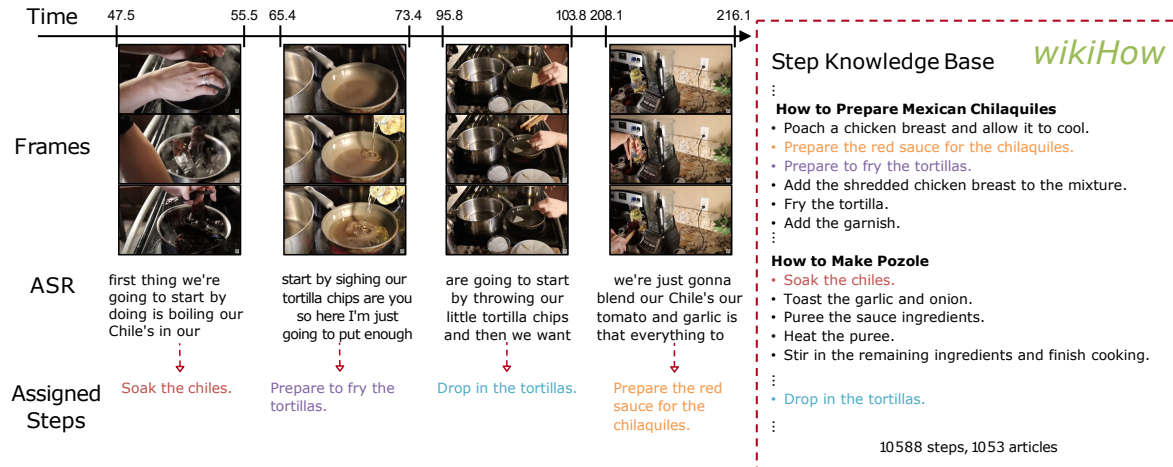 Time
47.5 55.5 65.4 73.4 95.8 103.8 208.1 216.1
Frames
ASR
first thing we're
going to start by
doing is boiling our
Chile's in our
start by sighing our
tortilla chips are you
so here I'm just
going to put enough
are going to start
by throwing our
little tortilla chips
and then we want
we're just gonna
blend our Chile's our
tomato and garlic is
that everything to
Assigned
Steps
Soak the chiles.
Prepare to fry the
tortillas.
Drop in the tortillas.
Prepare the red
sauce for the
chilaquiles.
wikiHow
Step Knowledge Base
⋮
How to Prepare Mexican Chilaquiles
• Poach a chicken breast and allow it to cool.
• Prepare the red sauce for the chilaquiles.
• Prepare to fry the tortillas.
• Add the shredded chicken breast to the mixture.
• Fry the tortilla.
• Add the garnish.
⋮
How to Make Pozole
• Soak the chiles.
• Toast the garlic and onion.
• Puree the sauce ingredients.
• Heat the puree.
• Stir in the remaining ingredients and finish cooking.
⋮
• Drop in the tortillas.
⋮
10588 steps, 1053 articles